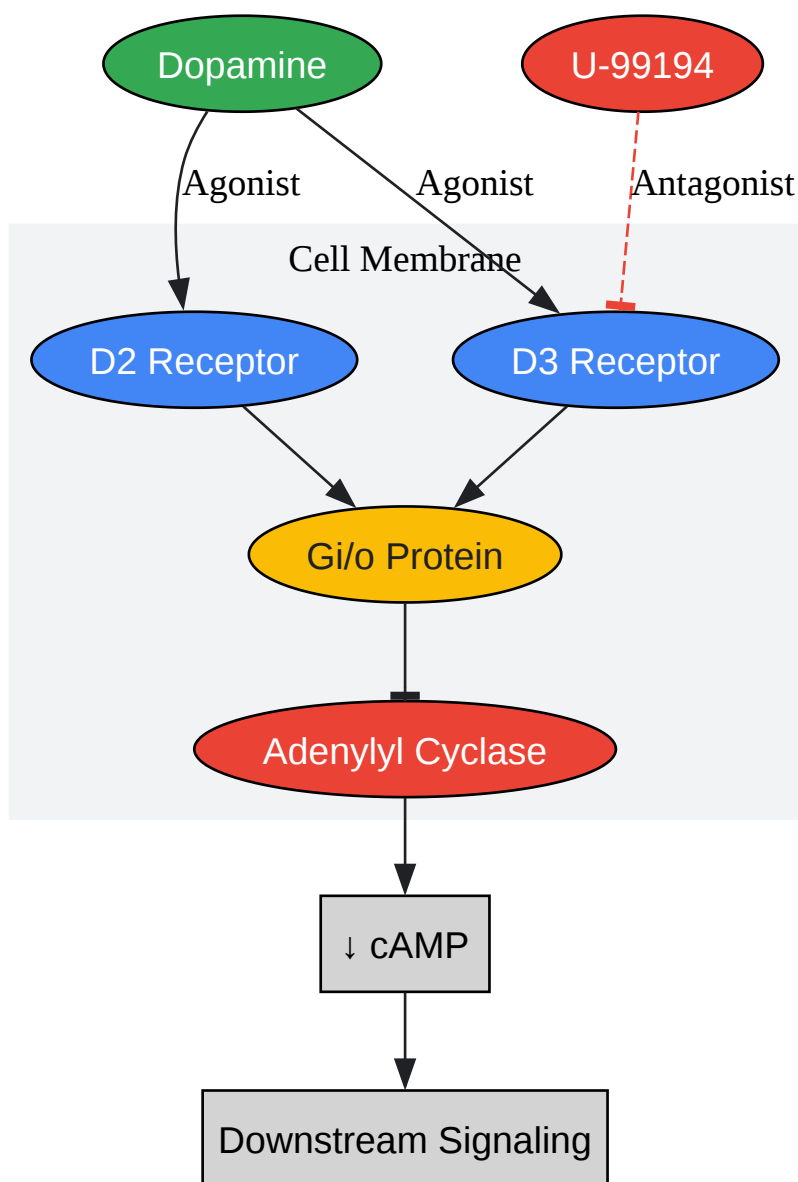 Dopamine
U-99194
Agonist
Agonist
Antagonist
Cell Membrane
D2 Receptor
D3 Receptor
Gi/o Protein
Adenylyl Cyclase
↓ cAMP
Downstream Signaling